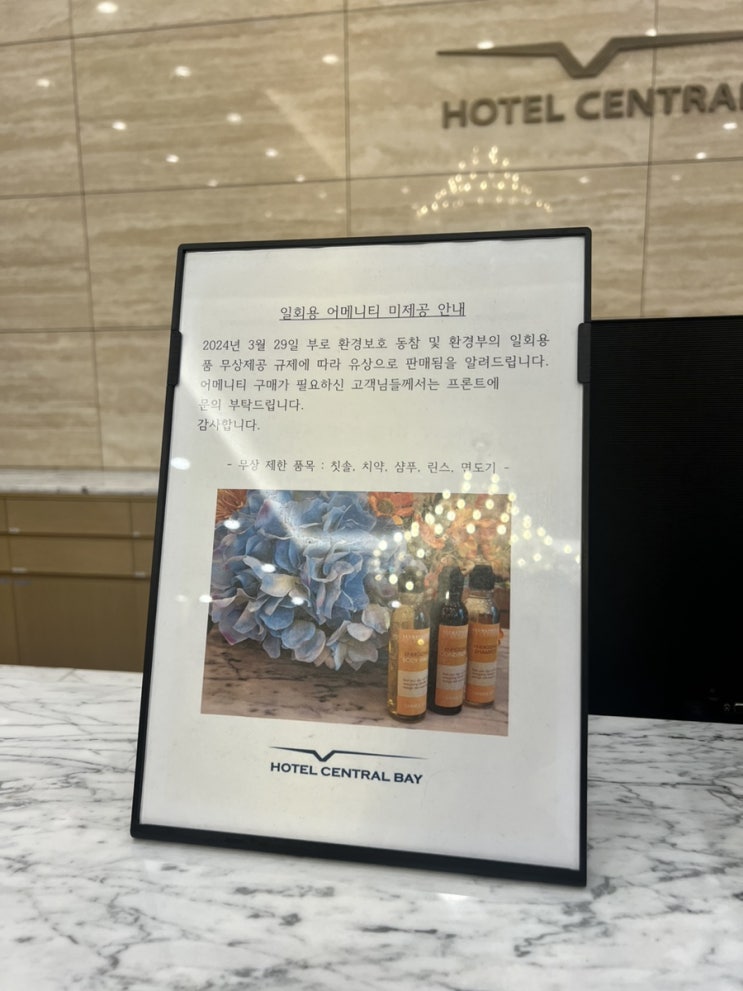 HOTEL CENTRAL
일회용 어메니티 미제공 안내
2024년 3월 29일 부로 환경보호 동참 및 환경부의 일회용
품 무상제공 규제에 따라 유상으로 판매됨을 알려드립니다.
어메니티 구매가 필요하신 고객님들께서는 프론트에
문의 부탁드립니다.
감사합니다.
- 무상 제한 품목 : 칫솔, 치약, 샴푸, 린스, 면도기 -
HOTEL CENTRAL BAY